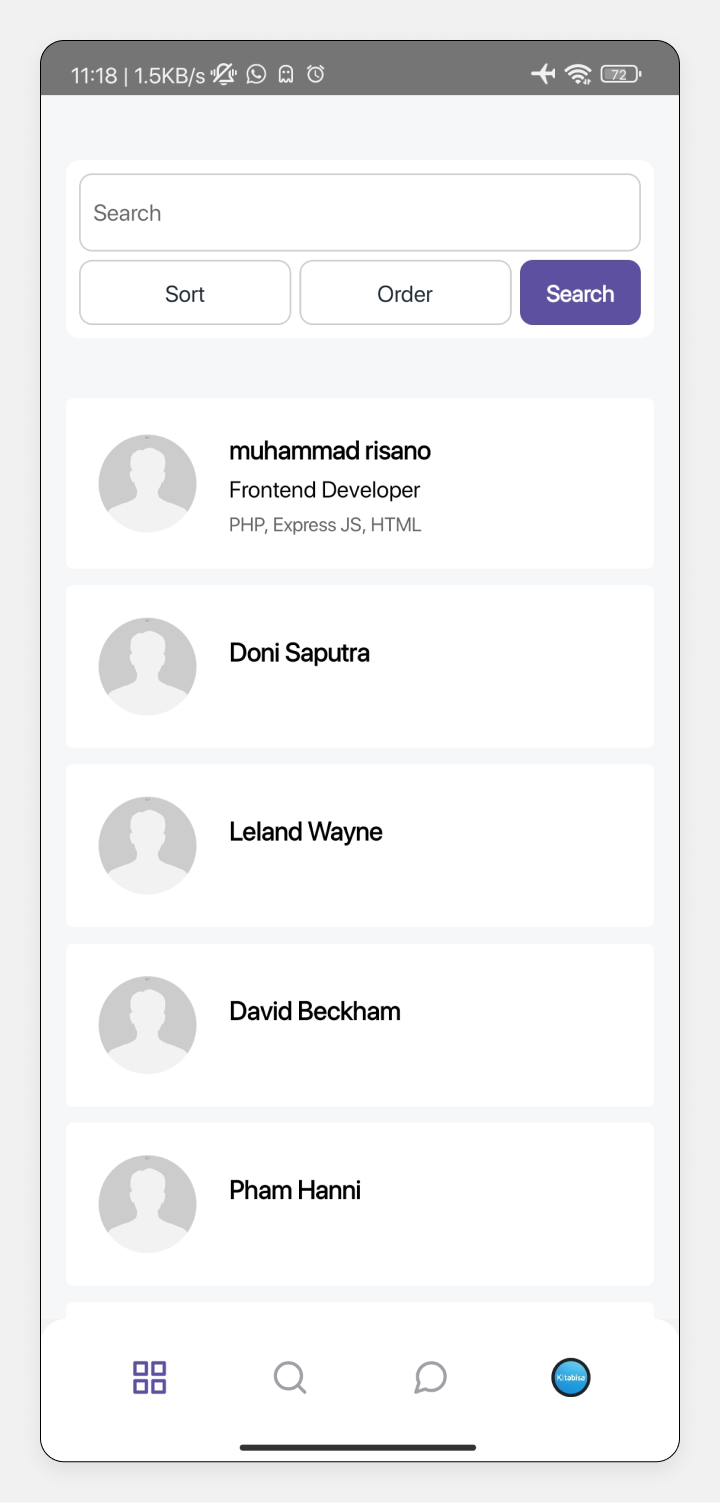 11:18 | 1.5KB/s
72
Search
Sort
Order
Search
muhammad risano
Frontend Developer
PHP, Express JS, HTML
Doni Saputra
Leland Wayne
David Beckham
Pham Hanni
Kitabisa